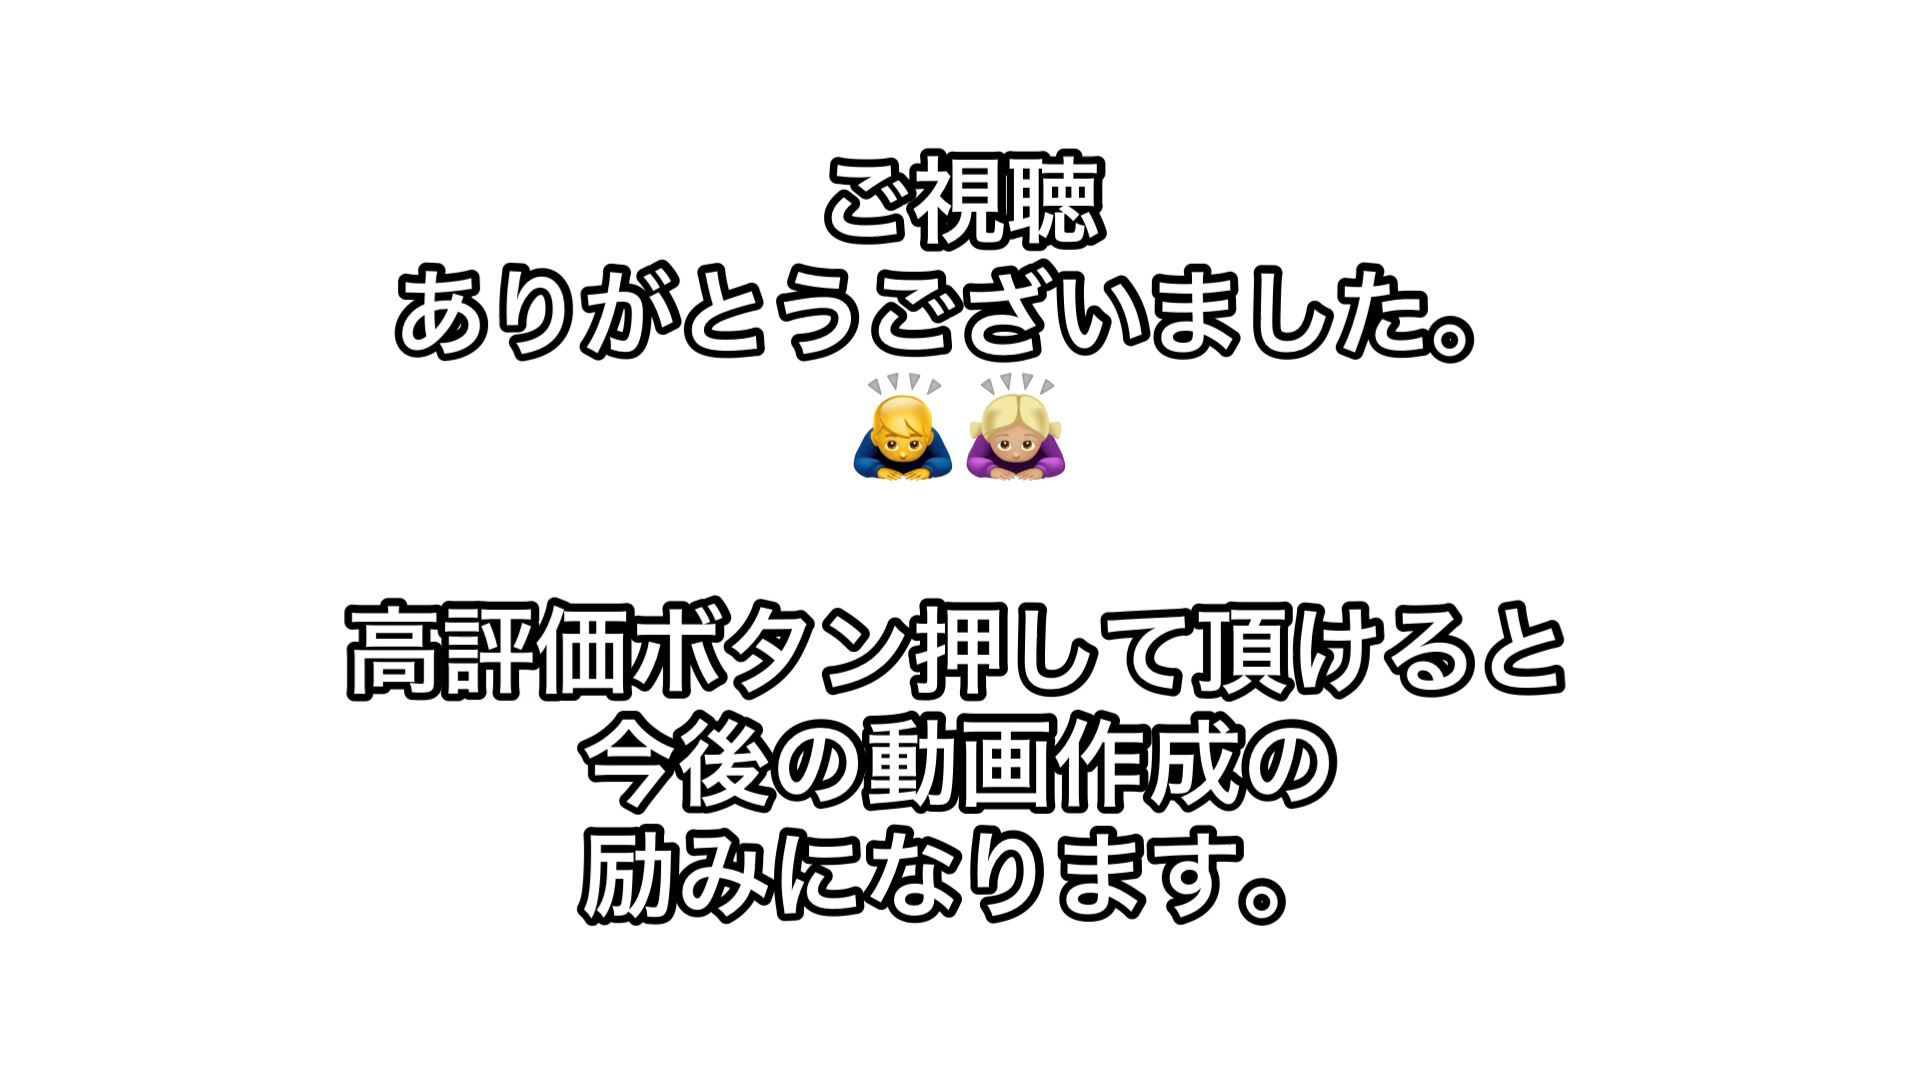 ご視聴
ありがとうございました。
🙇‍♂️🙇🏼‍♀️
高評価ボタン押して頂けると
今後の動画作成の
励みになります。